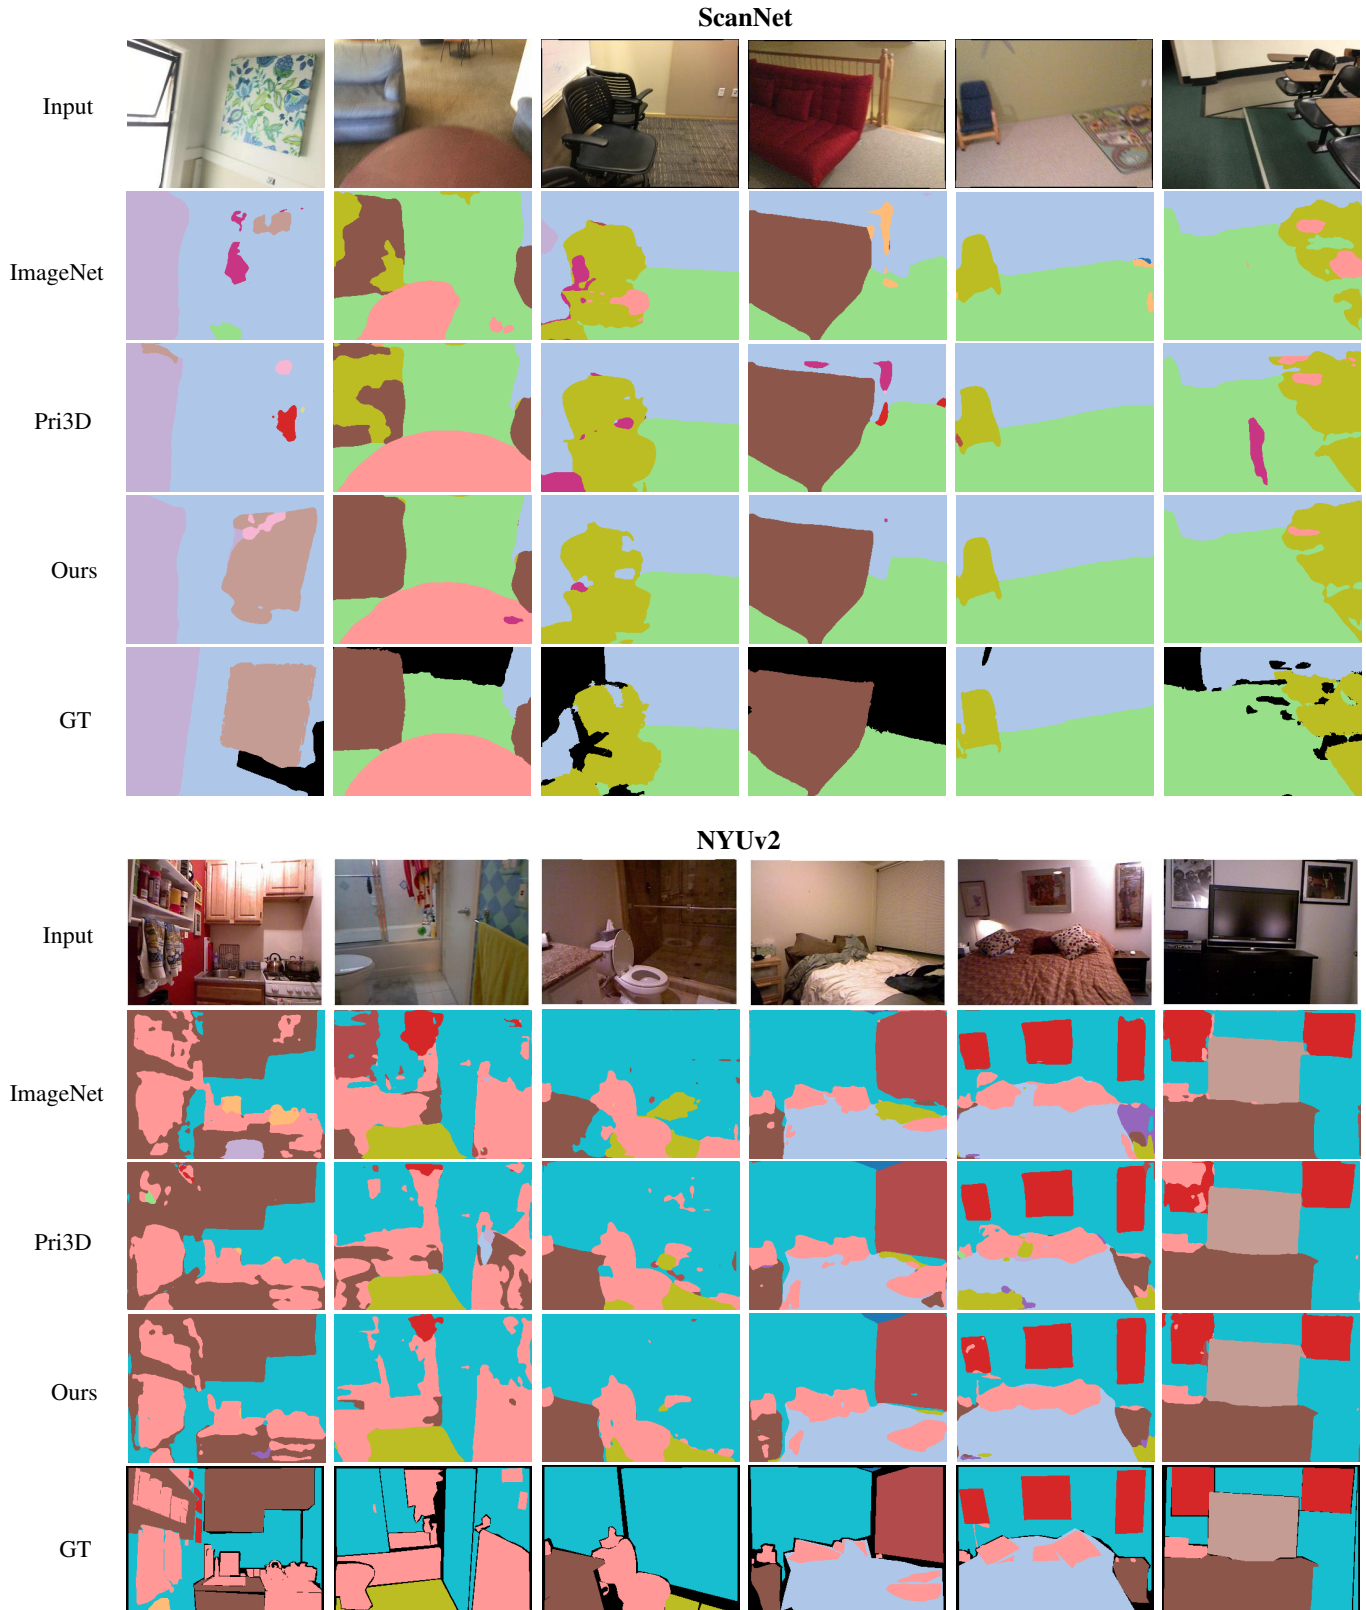 ScanNet
Input
ImageNet
Pri3D
Ours
GT
NYUv2
Input
ImageNet
Pri3D
Ours
GT